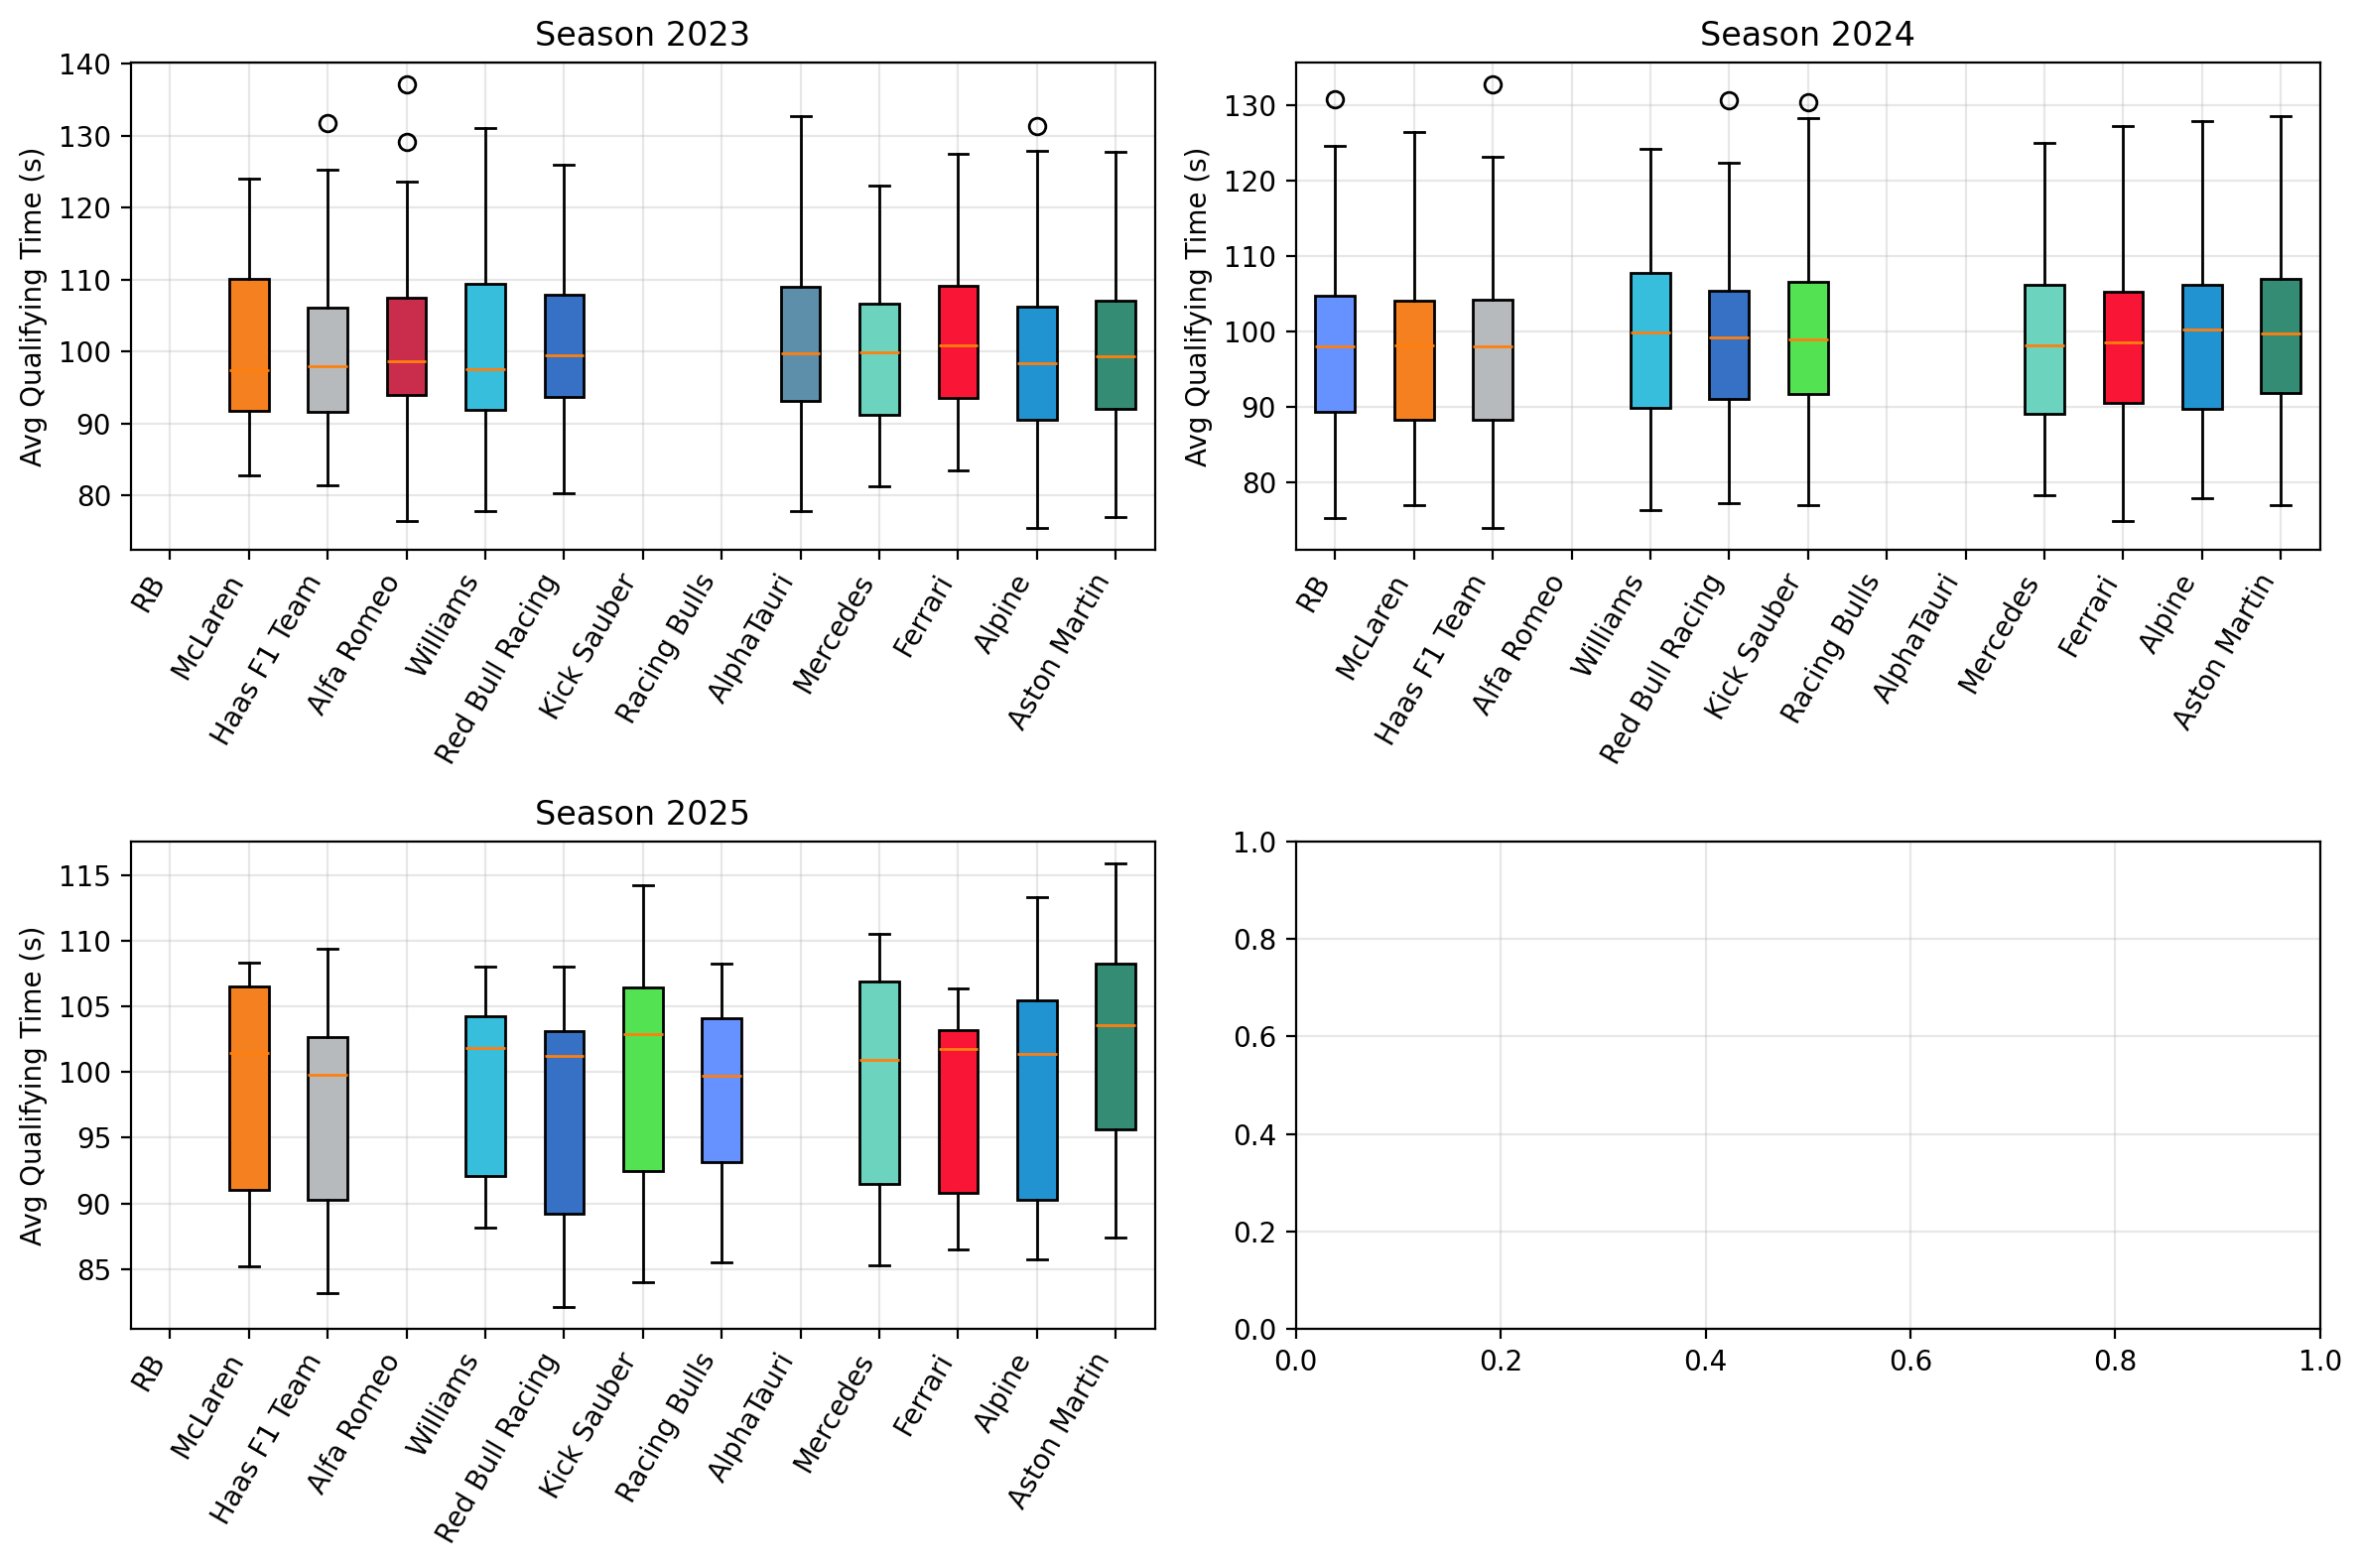 Season 2023
Avg Qualifying Time (s)
140
130
120
110
100
90
80
RB
McLaren
Haas F1 Team
Alfa Romeo
Williams
Red Bull Racing
Kick Sauber
Racing Bulls
AlphaTauri
Mercedes
Ferrari
Alpine
Aston Martin
Season 2024
Avg Qualifying Time (s)
130
120
110
100
90
80
RB
McLaren
Haas F1 Team
Alfa Romeo
Williams
Red Bull Racing
Kick Sauber
Racing Bulls
AlphaTauri
Mercedes
Ferrari
Alpine
Aston Martin
Season 2025
Avg Qualifying Time (s)
115
110
105
100
95
90
85
RB
McLaren
Haas F1 Team
Alfa Romeo
Williams
Red Bull Racing
Kick Sauber
Racing Bulls
AlphaTauri
Mercedes
Ferrari
Alpine
Aston Martin
1.0
0.8
0.6
0.4
0.2
0.0
0.0 0.2 0.4 0.6 0.8 1.0